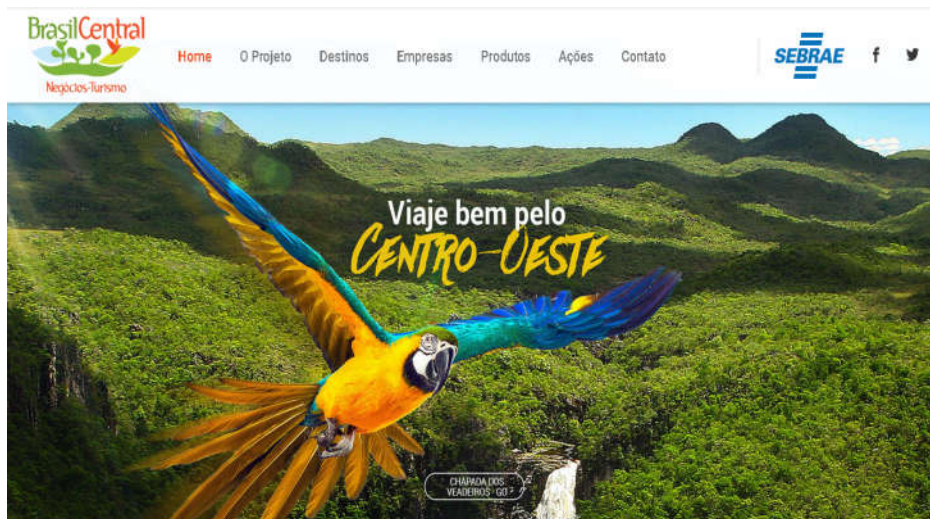 BrasilCentral
Negócios-Turismo
Home O Projeto Destinos Empresas Produtos Ações Contato
SEBRAE
Viaje bem pelo
CENTRO-OESTE
CHAPADA DOS
VEADEIROS - GO